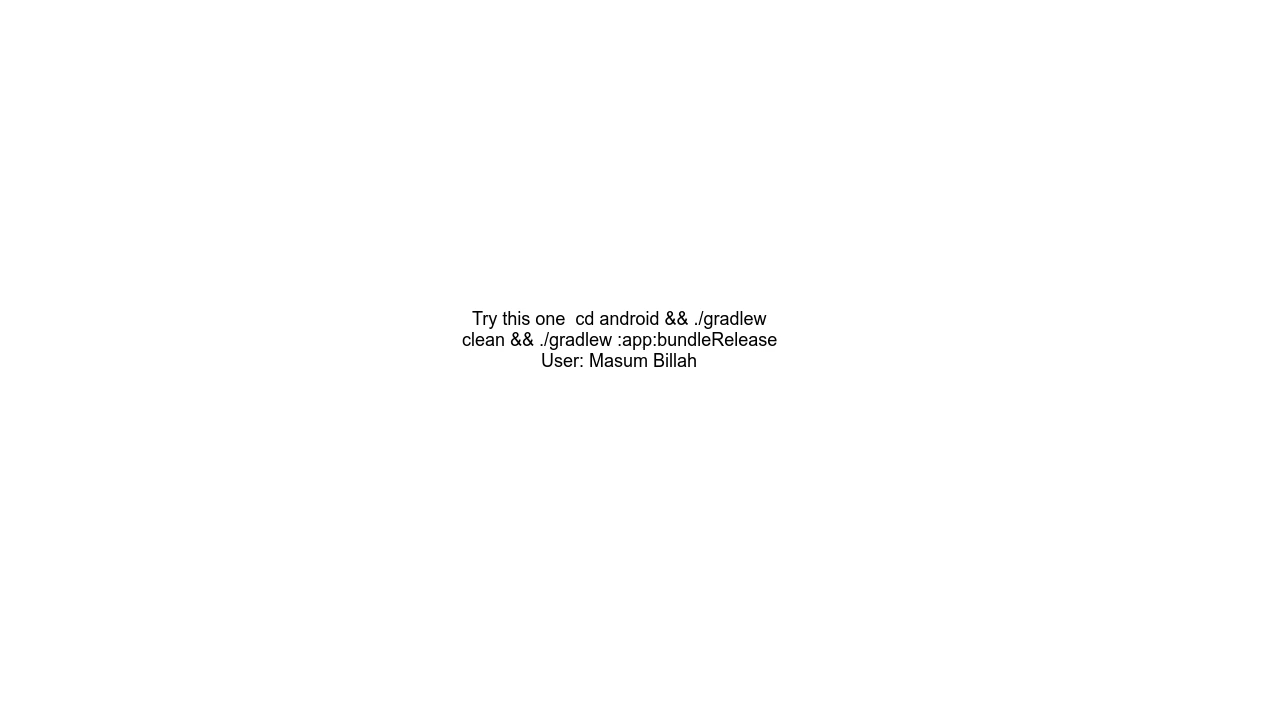 Try this one  cd android && ./gradlew
clean && ./gradlew :app:bundleRelease
User: Masum Billah